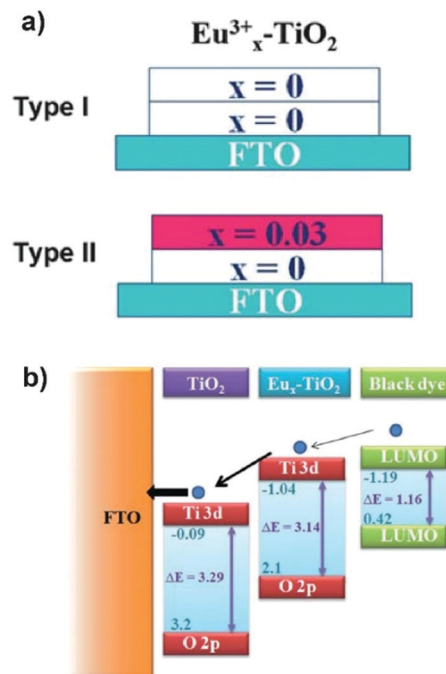 a)
Eu³⁺ₓ-TiO₂
Type I
x = 0
x = 0
FTO
Type II
x = 0.03
x = 0
FTO
b)
TiO₂
Euₓ-TiO₂
Black dye
FTO
Ti 3d
-0.09
ΔE = 3.29
3.2
O 2p
Ti 3d
-1.04
ΔE = 3.14
2.1
O 2p
LUMO
-1.19
ΔE = 1.16
0.42
LUMO